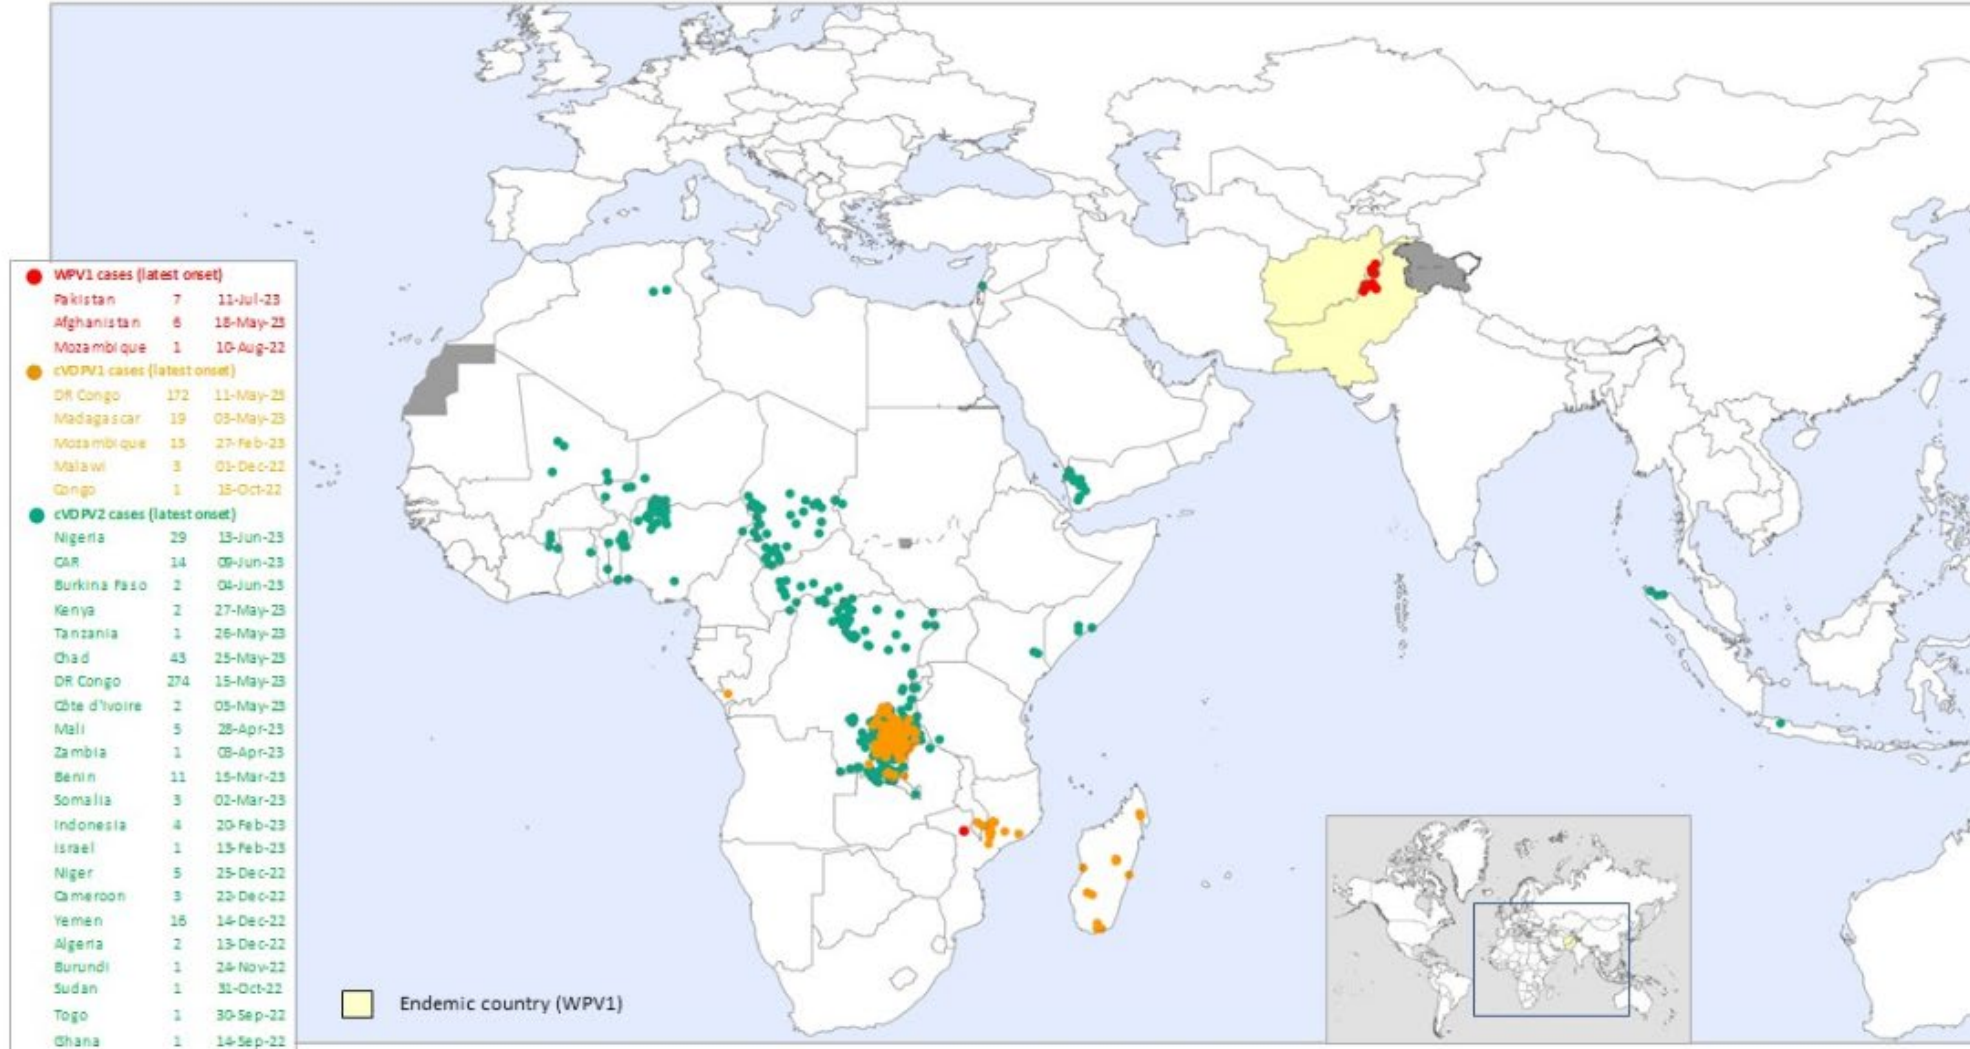 WPV1 cases (latest onset)
Pakistan 7 11-Jul-23
Afghanistan 6 18-May-23
Mozambique 1 10-Aug-22
cVDPV1 cases (latest onset)
DR Congo 172 11-May-23
Madagascar 19 03-May-23
Mozambique 15 27-Feb-23
Malawi 3 01-Dec-22
Congo 1 15-Oct-22
cVDPV2 cases (latest onset)
Nigeria 29 13-Jun-23
CAR 14 09-Jun-23
Burkina Faso 2 04-Jun-23
Kenya 2 27-May-23
Tanzania 1 26-May-23
Chad 43 25-May-23
DR Congo 274 15-May-23
Côte d'Ivoire 2 05-May-23
Mali 5 28-Apr-23
Zambia 1 03-Apr-23
Benin 11 15-Mar-23
Somalia 3 02-Mar-23
Indonesia 4 20-Feb-23
Israel 1 13-Feb-23
Niger 5 25-Dec-22
Cameroon 3 22-Dec-22
Yemen 16 14-Dec-22
Algeria 2 13-Dec-22
Burundi 1 24-Nov-22
Sudan 1 31-Oct-22
Togo 1 30-Sep-22
Ghana 1 14-Sep-22
Endemic country (WPV1)